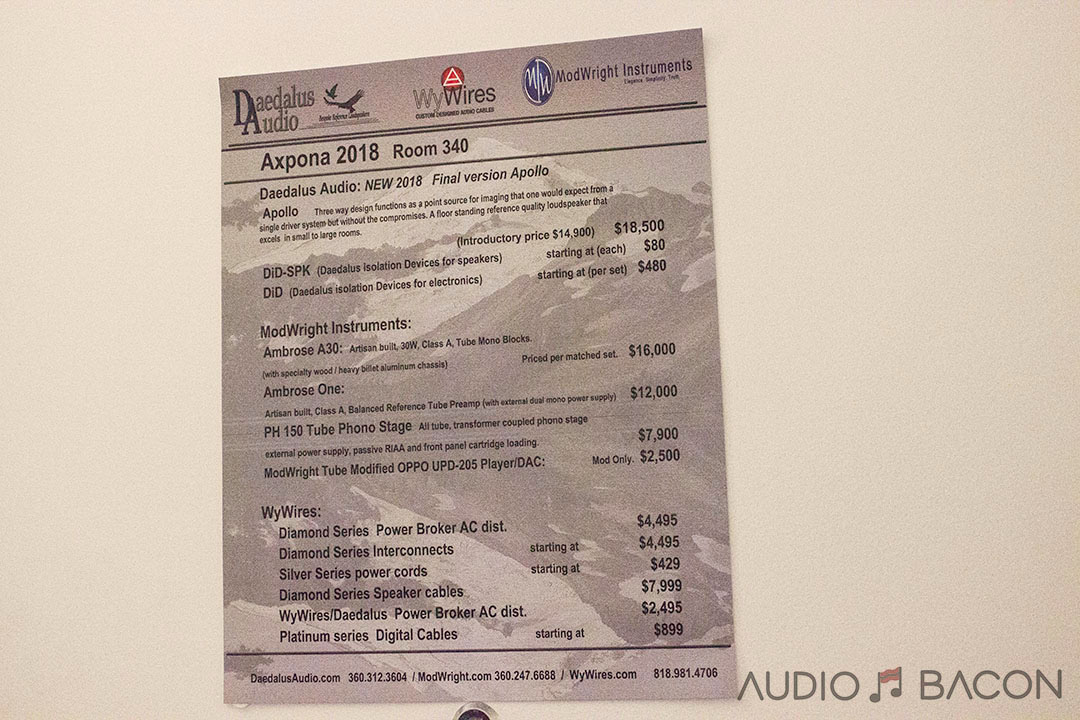 Daedalus Audio
WyWires
CUSTOM DESIGNED AUDIO CABLES
MW ModWright Instruments
Elegance, Simplicity, Truth
Axpona 2018 Room 340
Daedalus Audio: NEW 2018 Final version Apollo
Apollo Three way design functions as a point source for imaging that one would expect from a
single driver system but without the compromises. A floor standing reference quality loudspeaker that
excels in small to large rooms.
(Introductory price $14,900) $18,500
DiD-SPK (Daedalus isolation Devices for speakers) starting at (each) $80
DiD (Daedalus isolation Devices for electronics) starting at (per set) $480
ModWright Instruments:
Ambrose A30: Artisan built, 30W, Class A, Tube Mono Blocks.
(with specialty wood / heavy billet aluminum chassis) Priced per matched set. $16,000
Ambrose One:
Artisan built, Class A, Balanced Reference Tube Preamp (with external dual mono power supply) $12,000
PH 150 Tube Phono Stage All tube, transformer coupled phono stage
external power supply, passive RIAA and front panel cartridge loading. $7,900
ModWright Tube Modified OPPO UPD-205 Player/DAC: Mod Only. $2,500
WyWires:
Diamond Series Power Broker AC dist. $4,495
Diamond Series Interconnects starting at $4,495
Silver Series power cords starting at $429
Diamond Series Speaker cables $7,999
WyWires/Daedalus Power Broker AC dist. $2,495
Platinum series Digital Cables starting at $899
DaedalusAudio.com 360.312.3604 / ModWright.com 360.247.6688 / WyWires.com 818.981.4706
AUDIO BACON